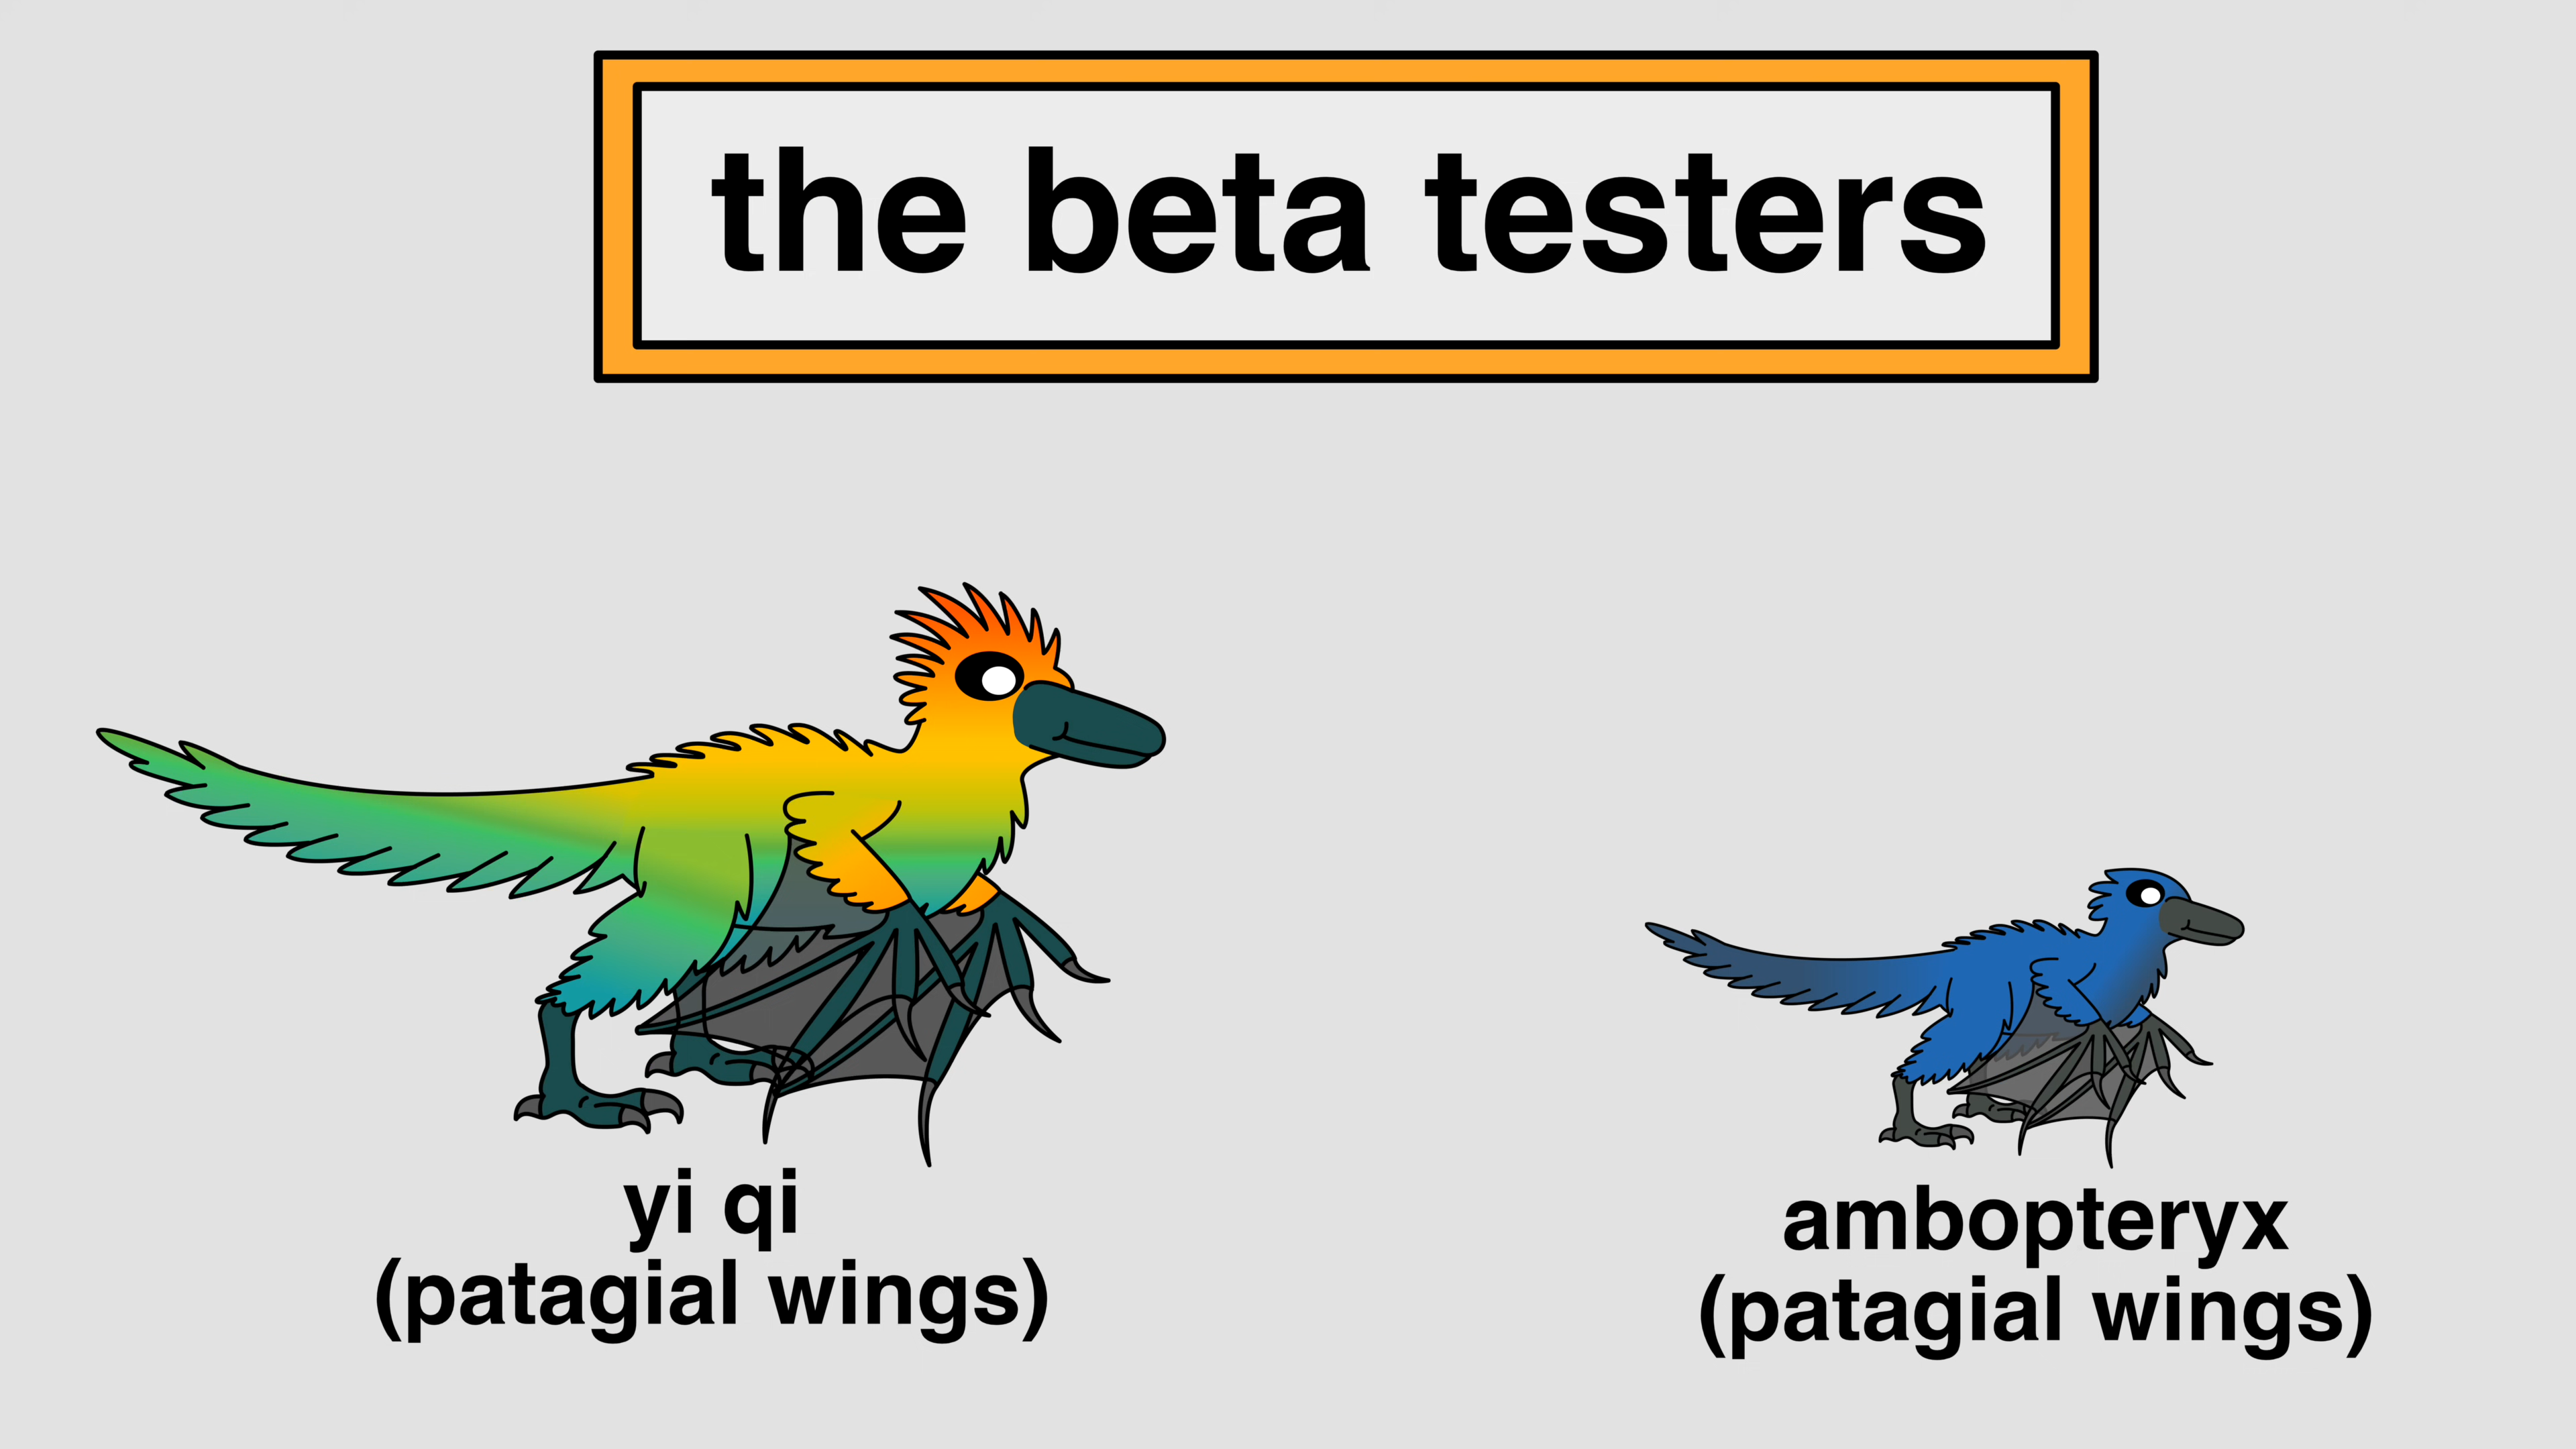 the beta testers
yi qi
(patagial wings)
ambopteryx
(patagial wings)